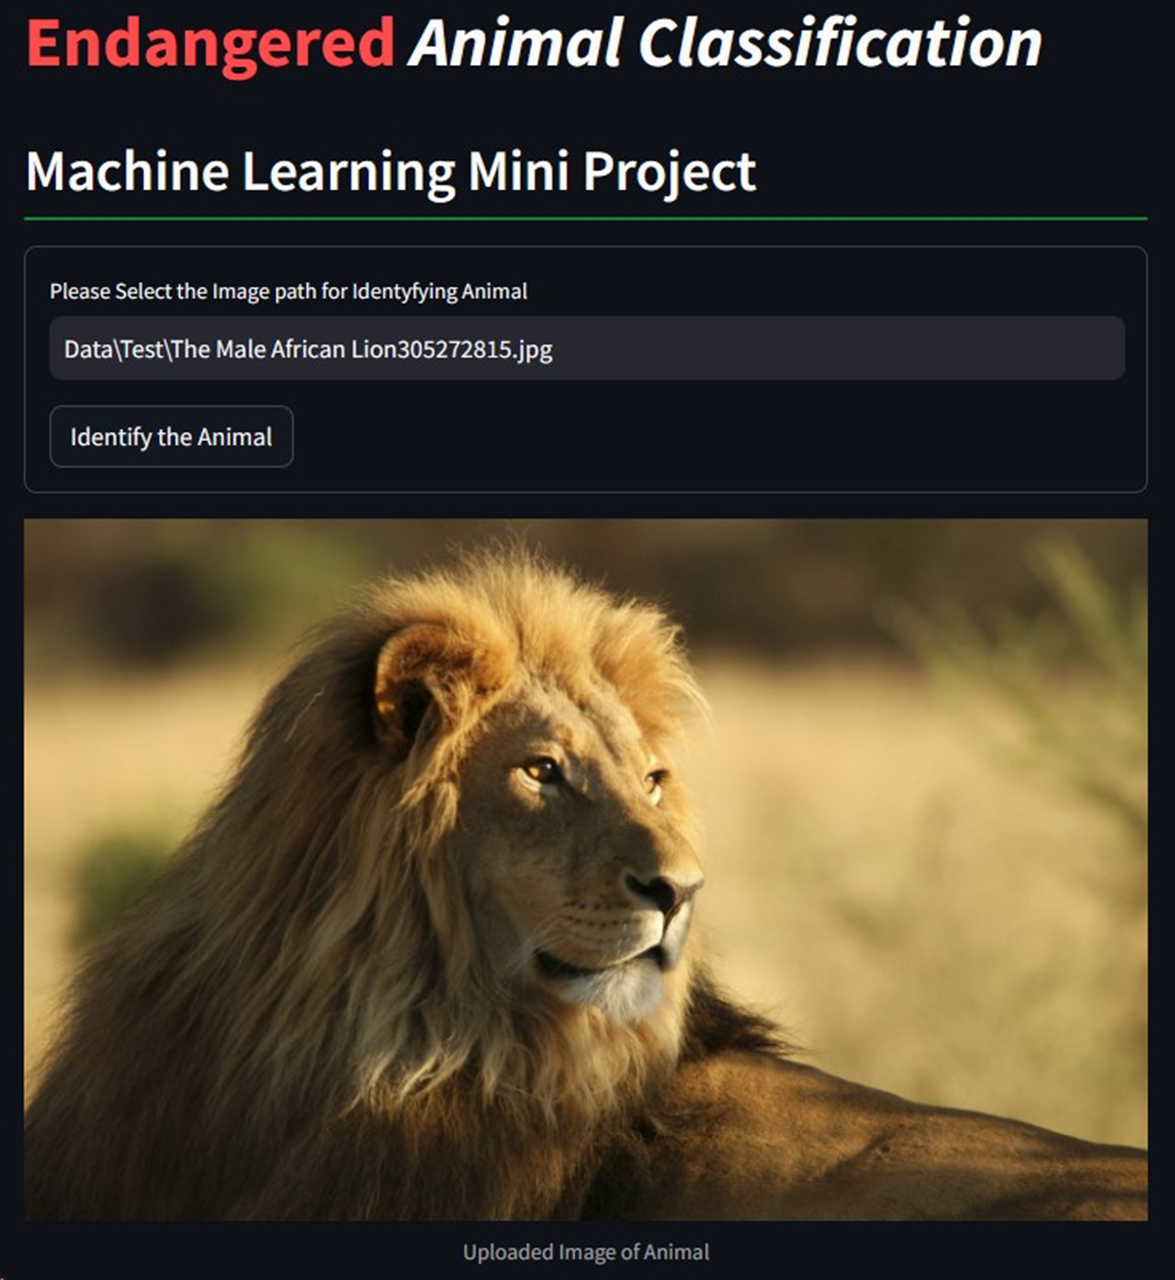 Endangered Animal Classification
Machine Learning Mini Project
Please Select the Image path for Identyfying Animal
Data\Test\The Male African Lion305272815.jpg
Identify the Animal
Uploaded Image of Animal